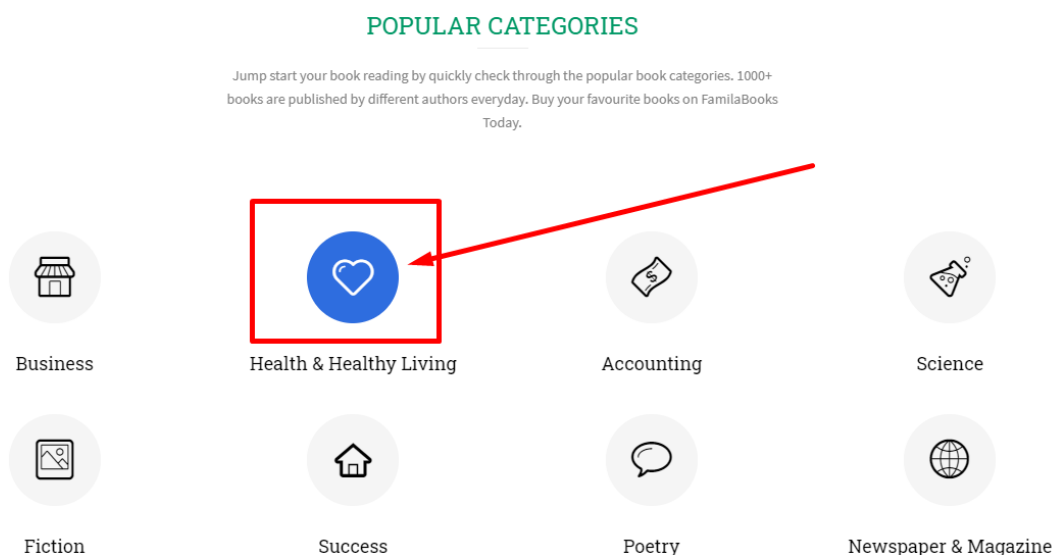 POPULAR CATEGORIES
Jump start your book reading by quickly check through the popular book categories. 1000+
books are published by different authors everyday. Buy your favourite books on FamilaBooks
Today.
Business
Health & Healthy Living
Accounting
Science
Fiction
Success
Poetry
Newspaper & Magazine